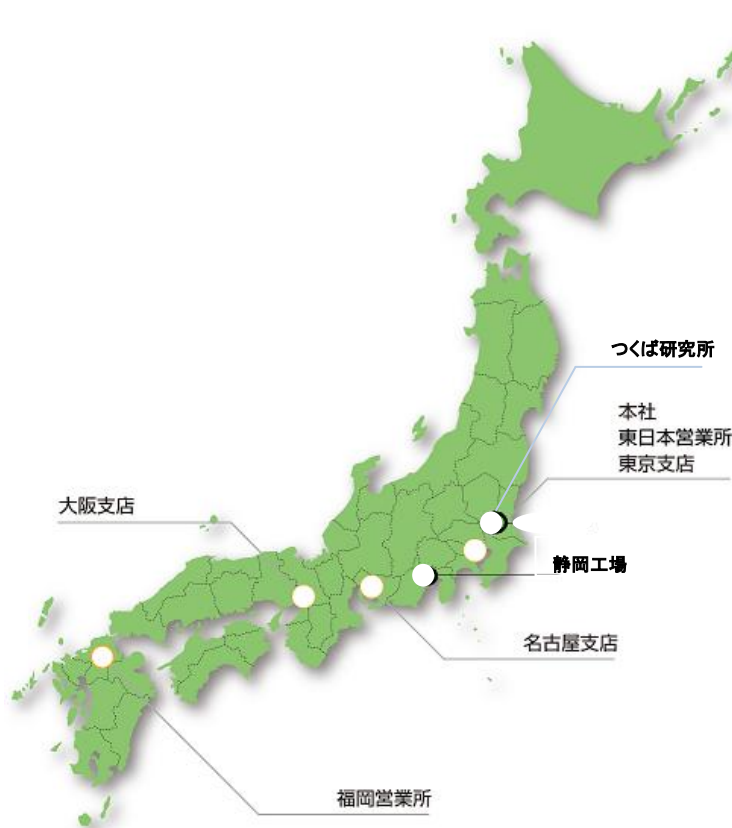 つくば研究所
本社
東日本営業所
東京支店
大阪支店
静岡工場
名古屋支店
福岡営業所